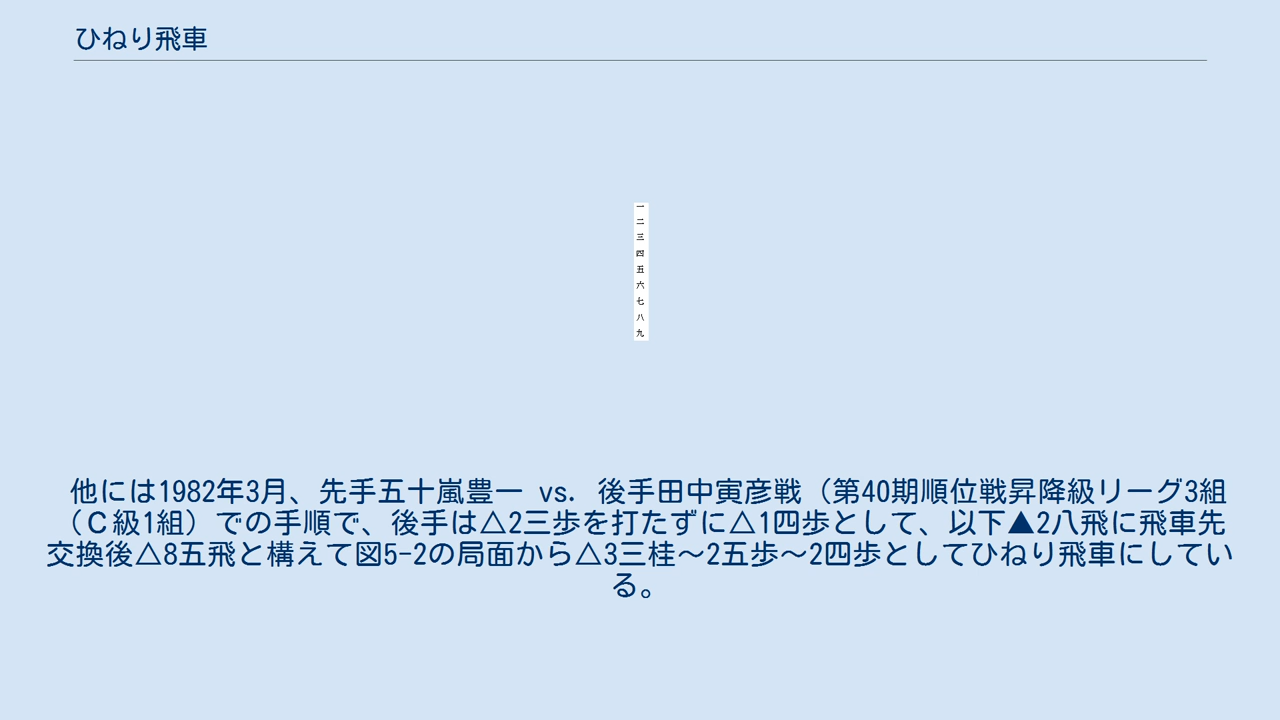 ひねり飛車
一
二
三
四
五
六
七
八
九
他には1982年3月、先手五十嵐豊一 vs. 後手田中寅彦戦（第40期順位戦昇降級リーグ3組
（Ｃ級1組）での手順で、後手は△2三歩を打たずに△1四歩として、以下▲2八飛に飛車先
交換後△8五飛と構えて図5-2の局面から△3三桂～2五歩～2四歩としてひねり飛車にしてい
る。